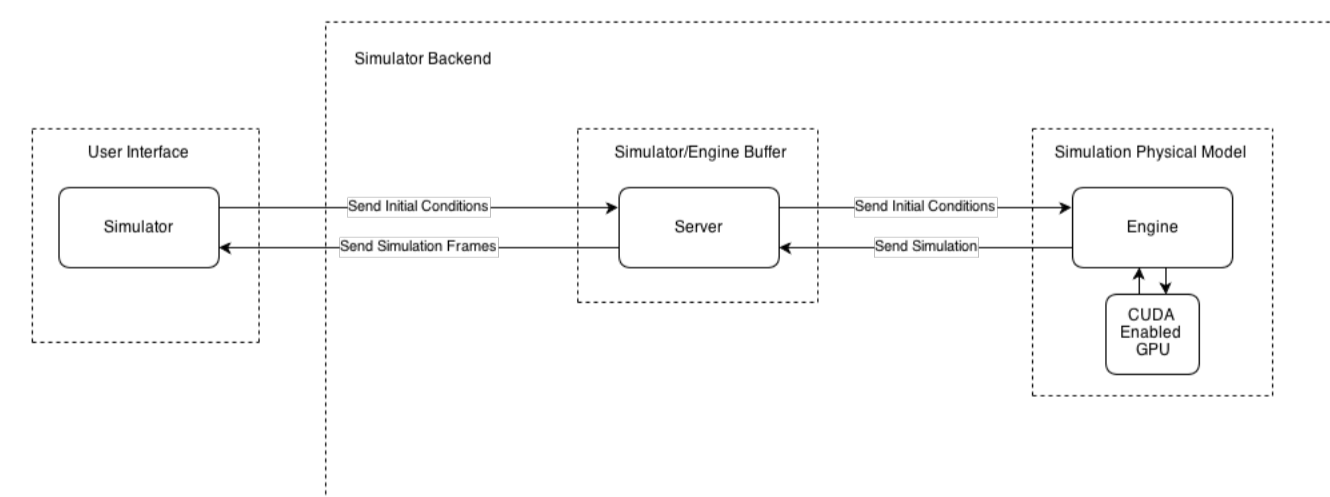 Simulator Backend
User Interface
Simulator/Engine Buffer
Simulation Physical Model
Simulator
Send Initial Conditions
Send Simulation Frames
Server
Send Initial Conditions
Send Simulation
Engine
CUDA
Enabled
GPU